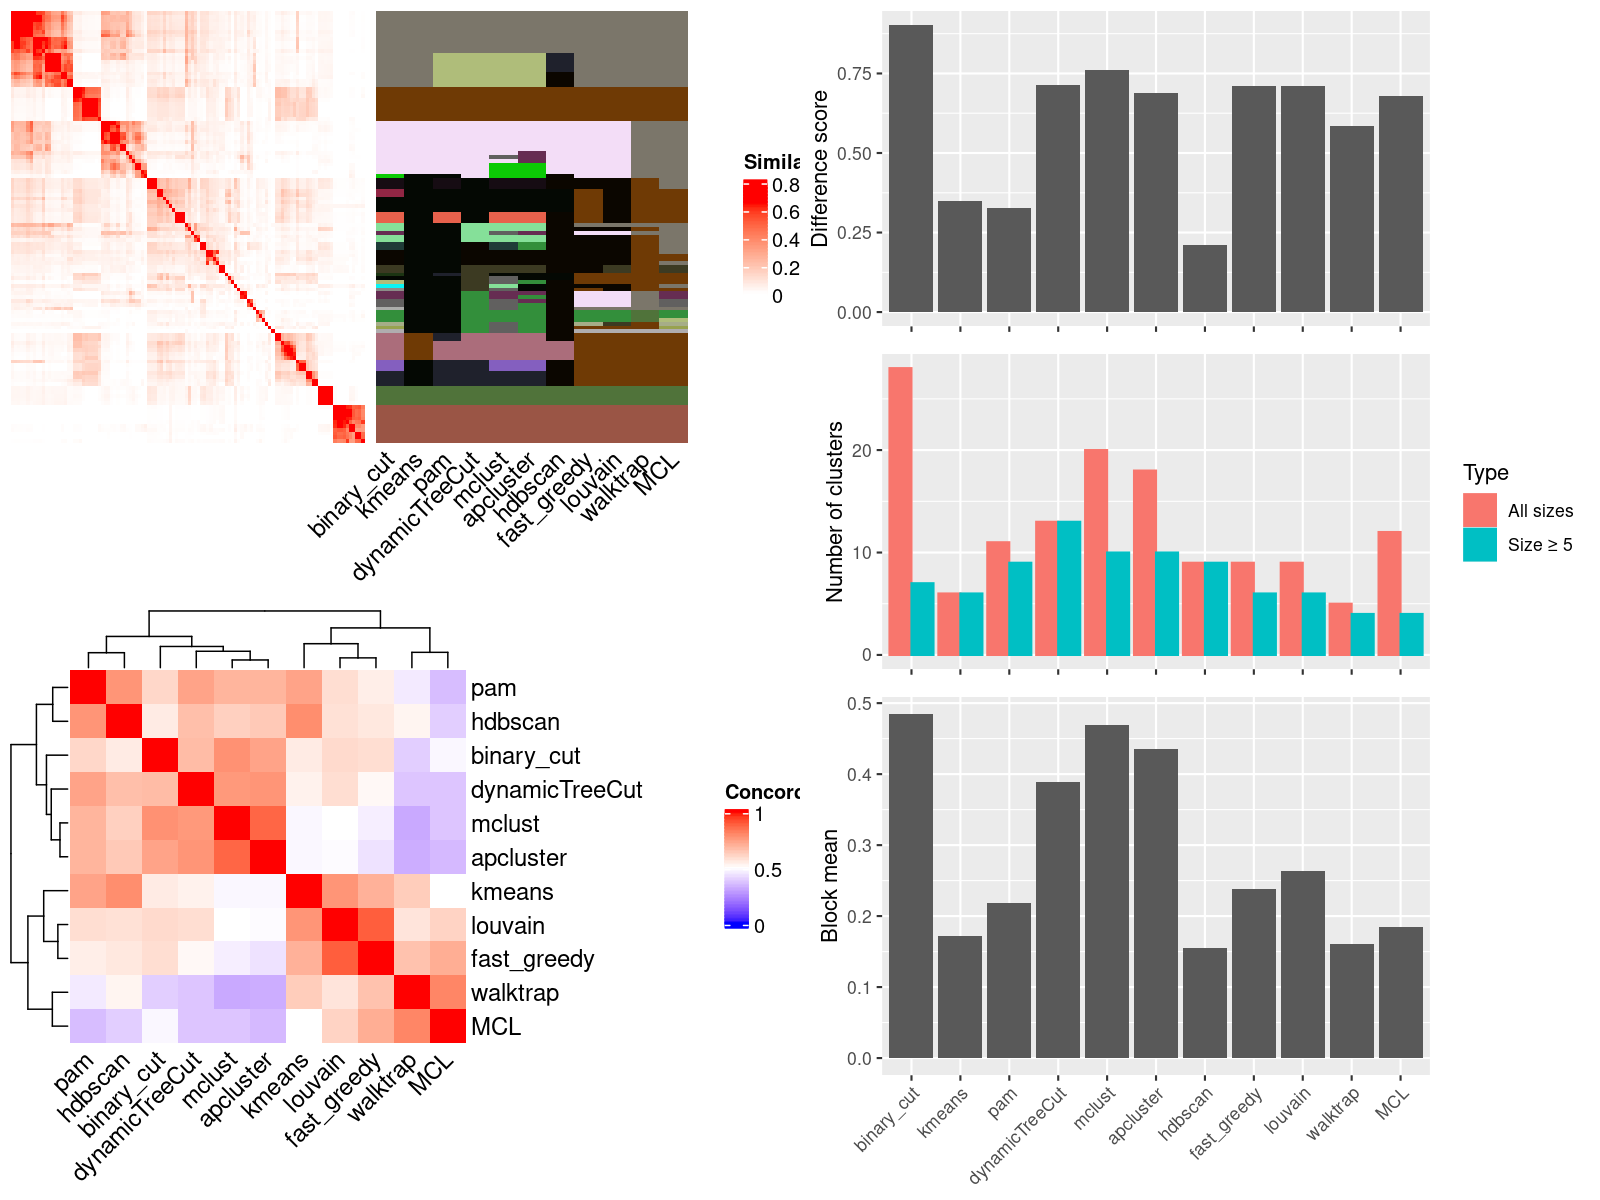 Simila
0.8
0.6
0.4
0.2
0
binary_cut
kmeans
pam
dynamicTreeCut
mclust
apcluster
hdbscan
fast_greedy
louvain
walktrap
MCL
pam
hdbscan
binary_cut
dynamicTreeCut
mclust
apcluster
kmeans
louvain
fast_greedy
walktrap
MCL
pam
hdbscan
binary_cut
dynamicTreeCut
mclust
apcluster
kmeans
louvain
fast_greedy
walktrap
MCL
Concord
1
0.5
0
Difference score
0.75
0.50
0.25
0.00
Number of clusters
20
10
0
Type
All sizes
Size ≥ 5
Block mean
0.5
0.4
0.3
0.2
0.1
0.0
binary_cut
kmeans
pam
dynamicTreeCut
mclust
apcluster
hdbscan
fast_greedy
louvain
walktrap
MCL